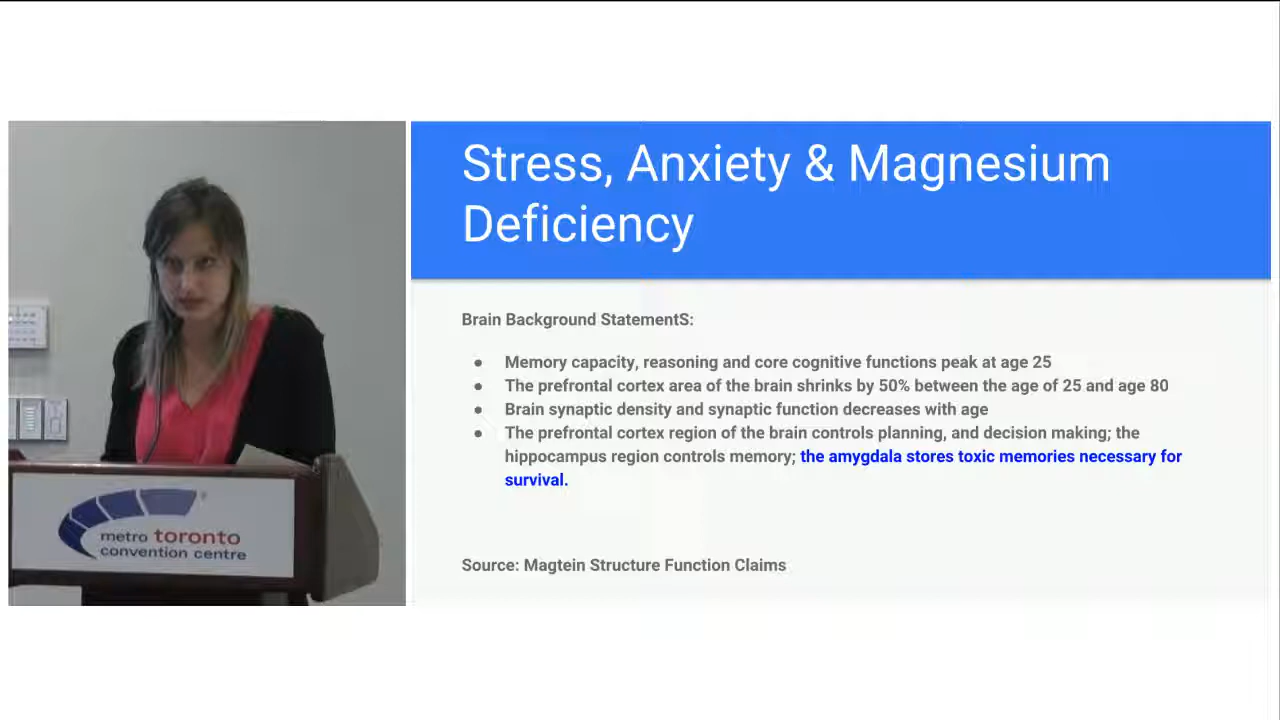 Stress, Anxiety & Magnesium
Deficiency
Brain Background StatementS:
● Memory capacity, reasoning and core cognitive functions peak at age 25
● The prefrontal cortex area of the brain shrinks by 50% between the age of 25 and age 80
● Brain synaptic density and synaptic function decreases with age
● The prefrontal cortex region of the brain controls planning, and decision making; the
hippocampus region controls memory; the amygdala stores toxic memories necessary for
survival.
Source: Magtein Structure Function Claims
metro toronto
convention centre